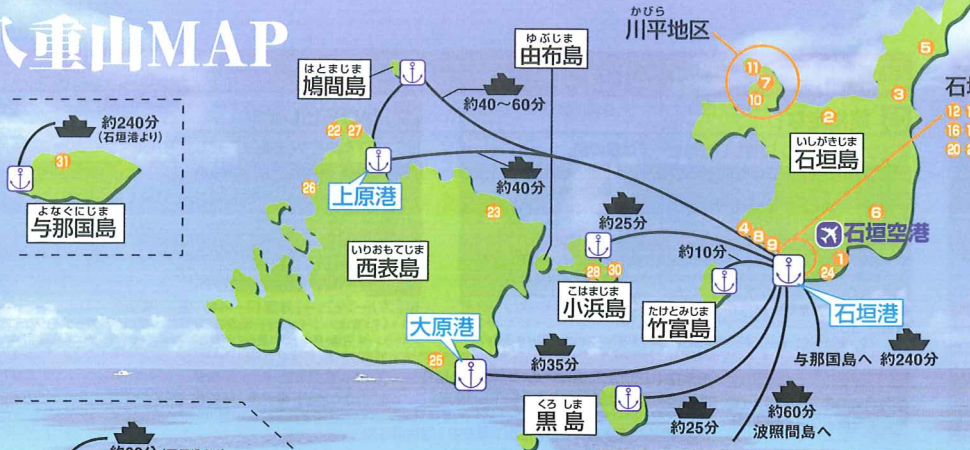 八重山MAP
約240分
(石垣港より)
31
よなぐにじま
与那国島
はとまじま
鳩間島
約40～60分
ゆぶじま
由布島
かびら
川平地区
11
7
10
5
3
2
いしがきじま
石垣島
12
16
20
22 27
上原港
約40分
26
23
いりおもてじま
西表島
約25分
28 30
こはまじま
小浜島
約10分
たけとみじま
竹富島
4 8 9
6
石垣空港
1
24
石垣港
大原港
25
約35分
くろ しま
黒島
約25分
約60分
波照間島へ
与那国島へ 約240分